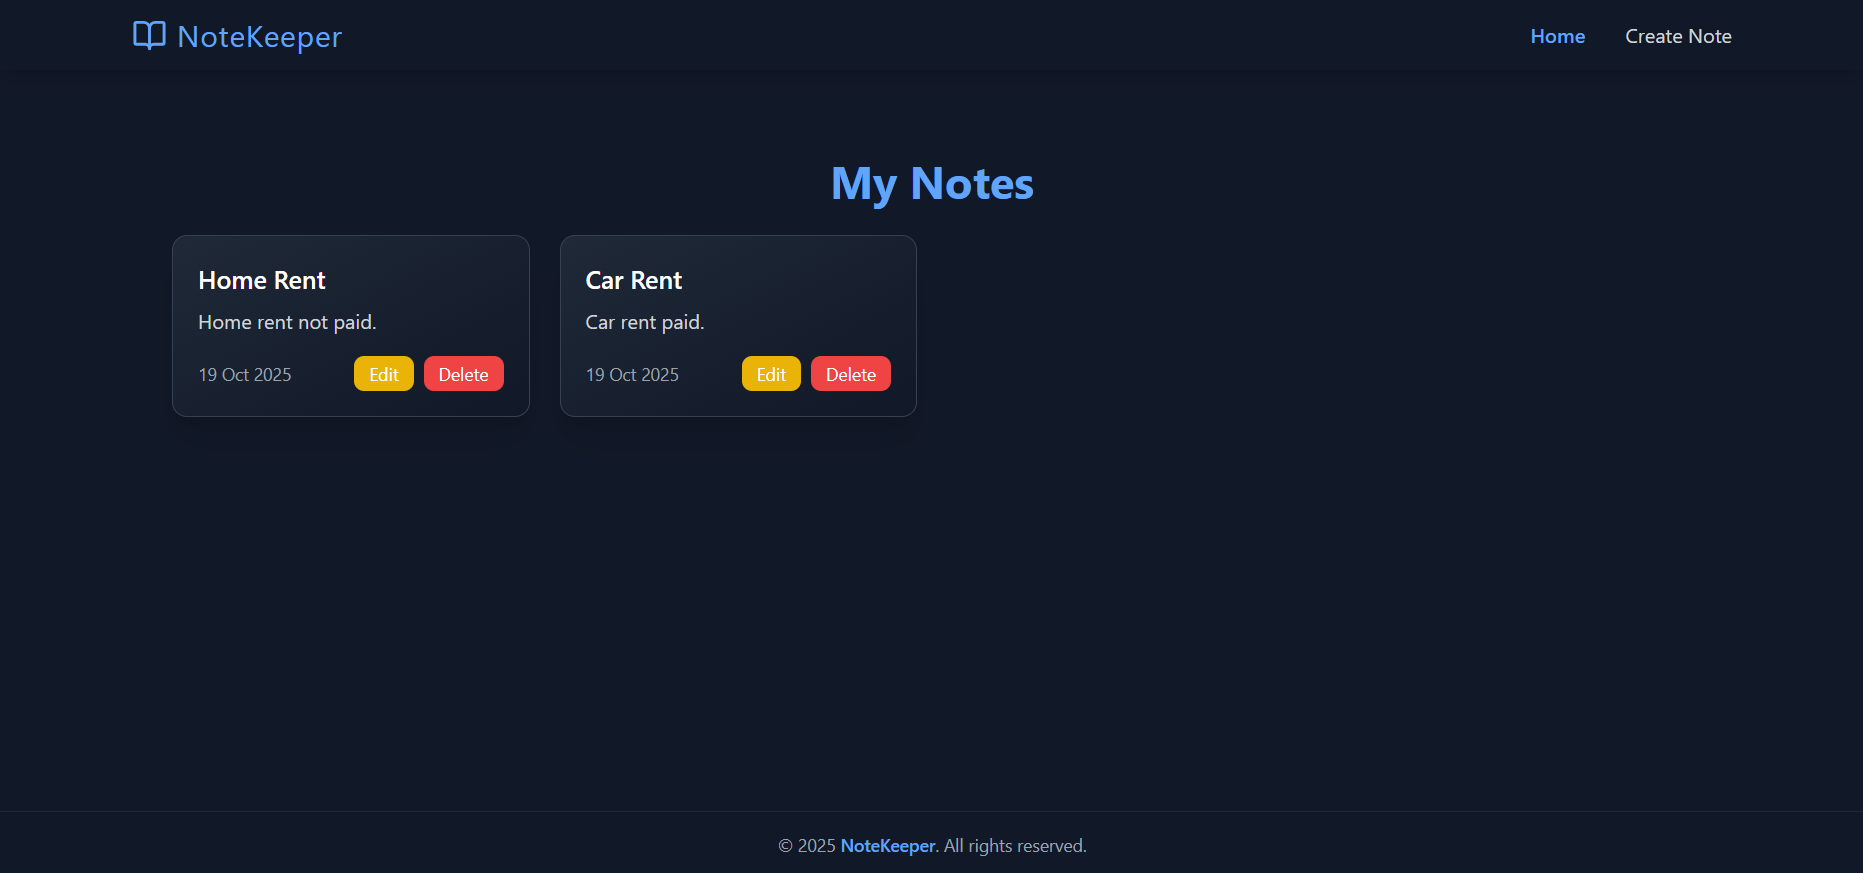 NoteKeeper
Home Create Note
My Notes
Home Rent
Home rent not paid.
19 Oct 2025 Edit Delete
Car Rent
Car rent paid.
19 Oct 2025 Edit Delete
© 2025 NoteKeeper. All rights reserved.